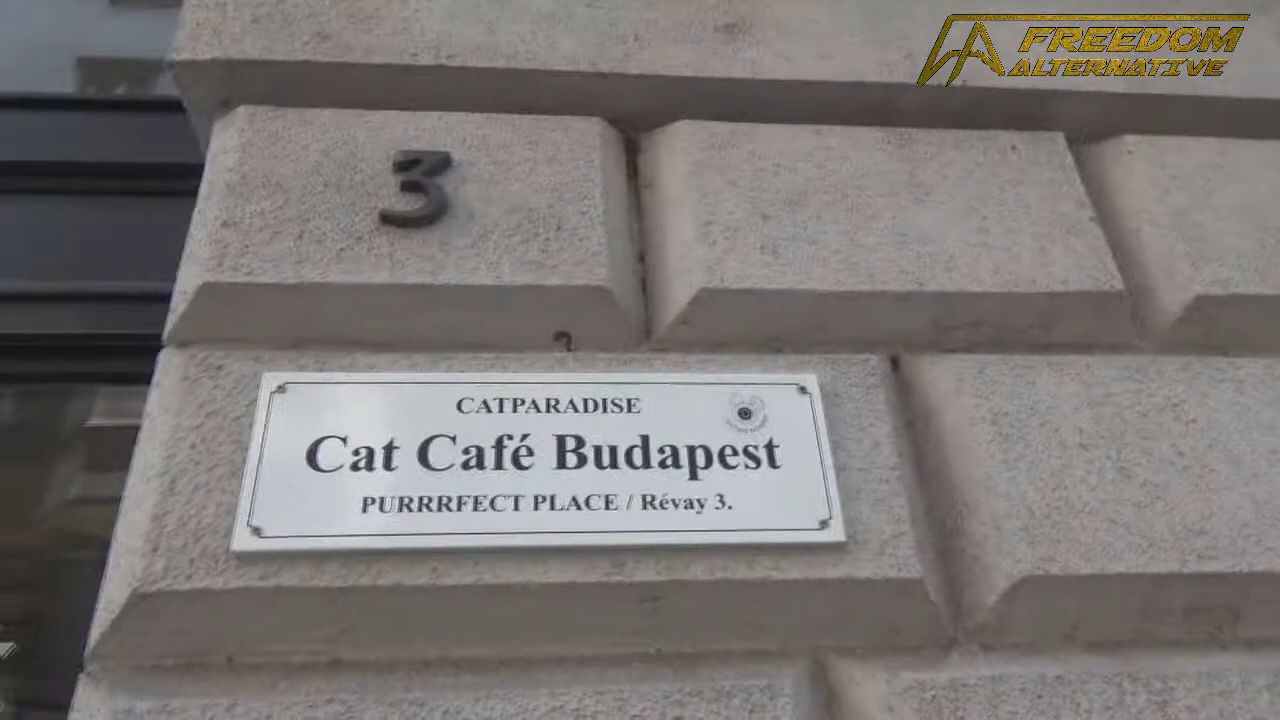 FREEDOM
ALTERNATIVE
3
CATPARADISE
Cat Café Budapest
PURRRFECT PLACE / Révay 3.